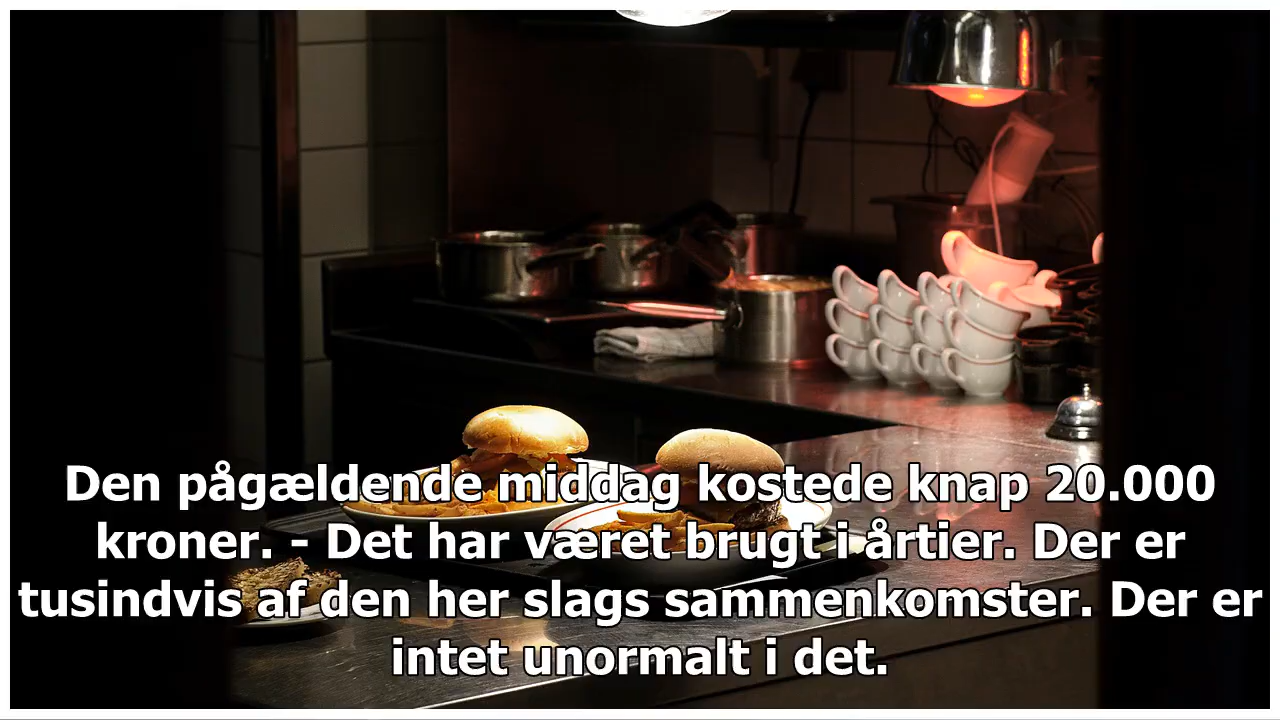 Den pågældende middag kostede knap 20.000
kroner. - Det har været brugt i årtier. Der er
tusindvis af den her slags sammenkomster. Der er
intet unormalt i det.